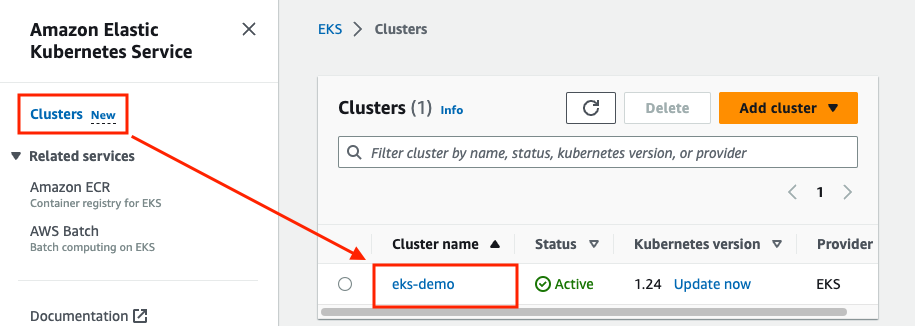 Amazon Elastic
Kubernetes Service
Clusters New
Related services
Amazon ECR
Container registry for EKS
AWS Batch
Batch computing on EKS
Documentation
EKS > Clusters
Clusters (1) Info
Delete
Add cluster
Filter cluster by name, status, kubernetes version, or provider
1
Cluster name Status Kubernetes version Provider
eks-demo Active 1.24 Update now EKS